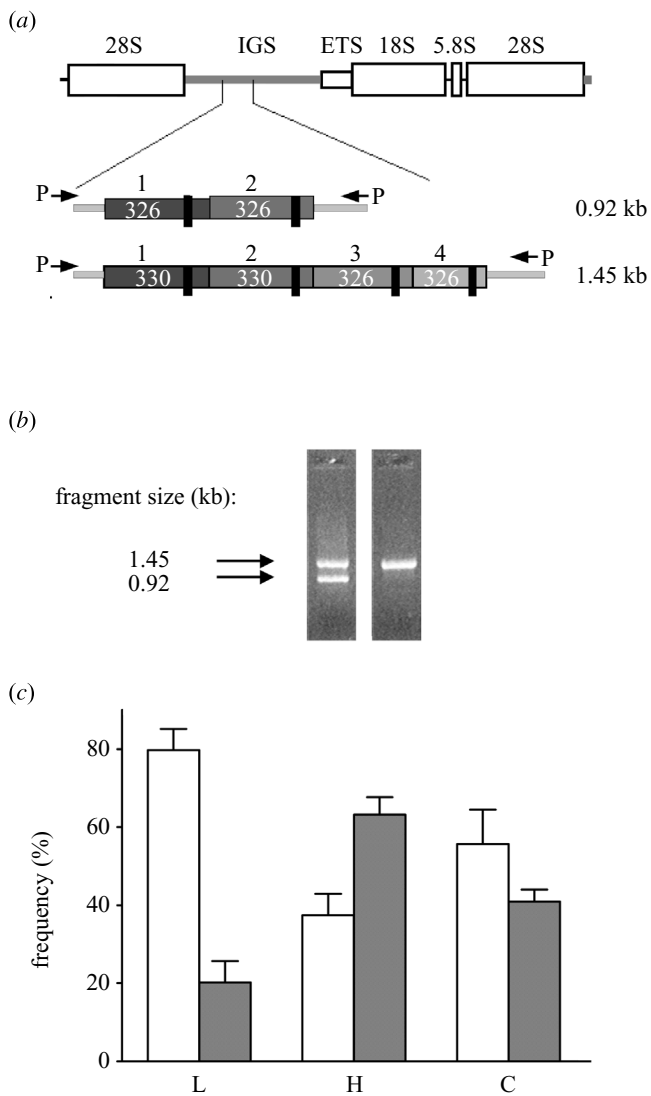 (a)
28S IGS ETS 18S 5.8S 28S
P 1 2 P
326 326 0.92 kb
P 1 2 3 4 P
330 330 326 326 1.45 kb
(b)
fragment size (kb):
1.45
0.92
(c)
80
60
40
20
0
frequency (%)
L H C